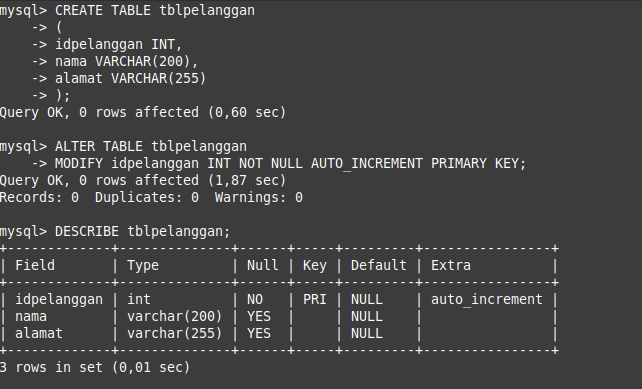 mysql> CREATE TABLE tblpelanggan
    -> (
    -> idpelanggan INT,
    -> nama VARCHAR(200),
    -> alamat VARCHAR(255)
    -> );
Query OK, 0 rows affected (0,60 sec)

mysql> ALTER TABLE tblpelanggan
    -> MODIFY idpelanggan INT NOT NULL AUTO_INCREMENT PRIMARY KEY;
Query OK, 0 rows affected (1,87 sec)
Records: 0  Duplicates: 0  Warnings: 0

mysql> DESCRIBE tblpelanggan;
+-------------+--------------+------+-----+---------+----------------+
| Field       | Type         | Null | Key | Default | Extra          |
+-------------+--------------+------+-----+---------+----------------+
| idpelanggan | int          | NO   | PRI | NULL    | auto_increment |
| nama        | varchar(200) | YES  |     | NULL    |                |
| alamat      | varchar(255) | YES  |     | NULL    |                |
+-------------+--------------+------+-----+---------+----------------+
3 rows in set (0,01 sec)